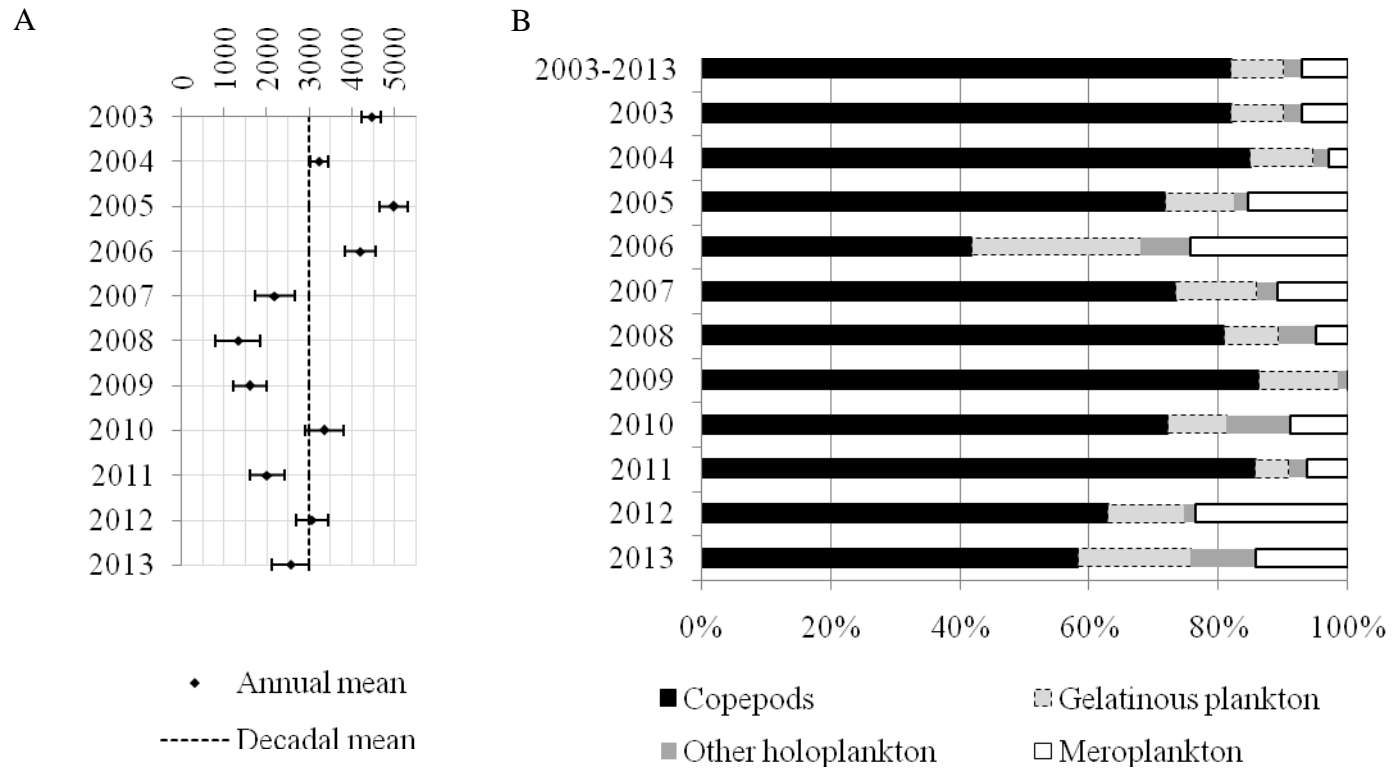 A
0 1000 2000 3000 4000 5000
2003
2004
2005
2006
2007
2008
2009
2010
2011
2012
2013
Annual mean
Decadal mean
B
2003-2013
2003
2004
2005
2006
2007
2008
2009
2010
2011
2012
2013
0% 20% 40% 60% 80% 100%
Copepods Gelatinous plankton
Other holoplankton Meroplankton